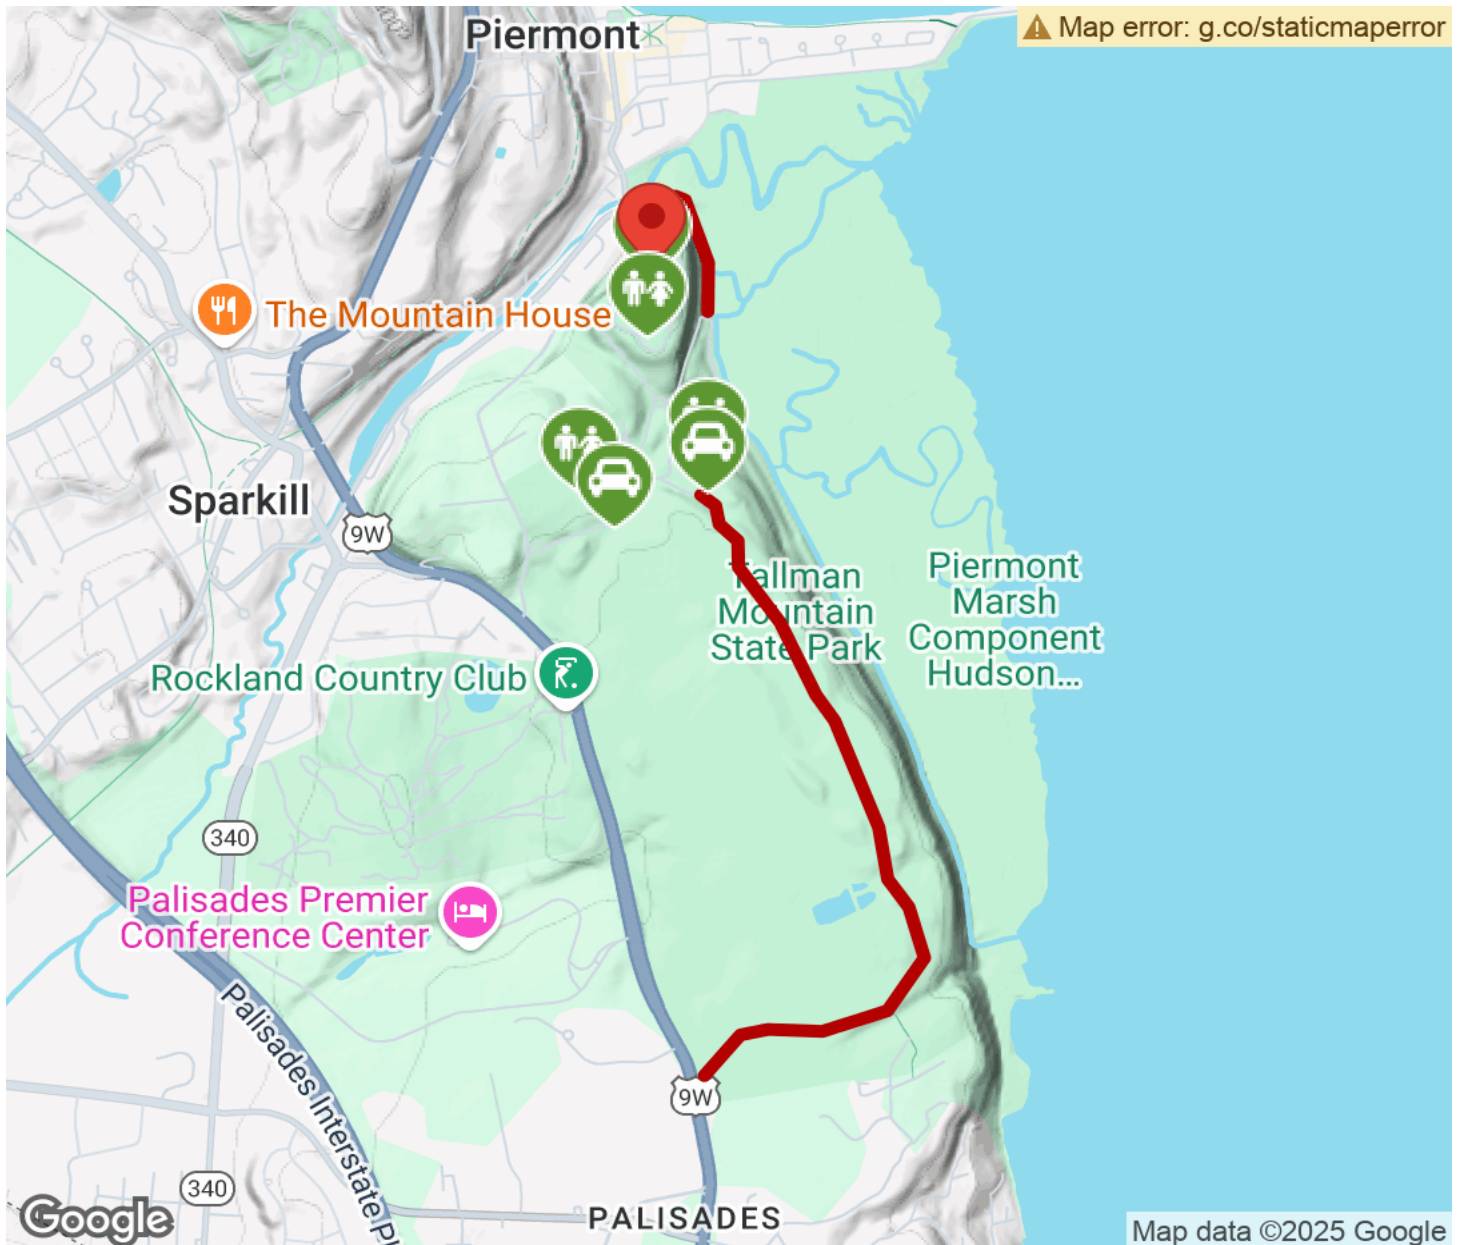 Piermont
Map error: g.co/staticmaperror
The Mountain House
Sparkill
9W
Tallman
Mountain
State Park
Piermont
Marsh
Component
Hudson...
Rockland Country Club
340
Palisades Premier
Conference Center
Palisades Interstate P
9W
340
PALISADES
Google
Map data ©2025 Google